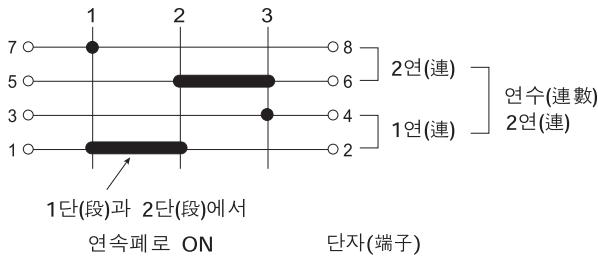 1 2 3
7 8
5 6
2연(連)
3 4
1연(連)
1 2
연수(連數)
2연(連)
1단(段)과 2단(段)에서
연속폐로 ON
단자(端子)